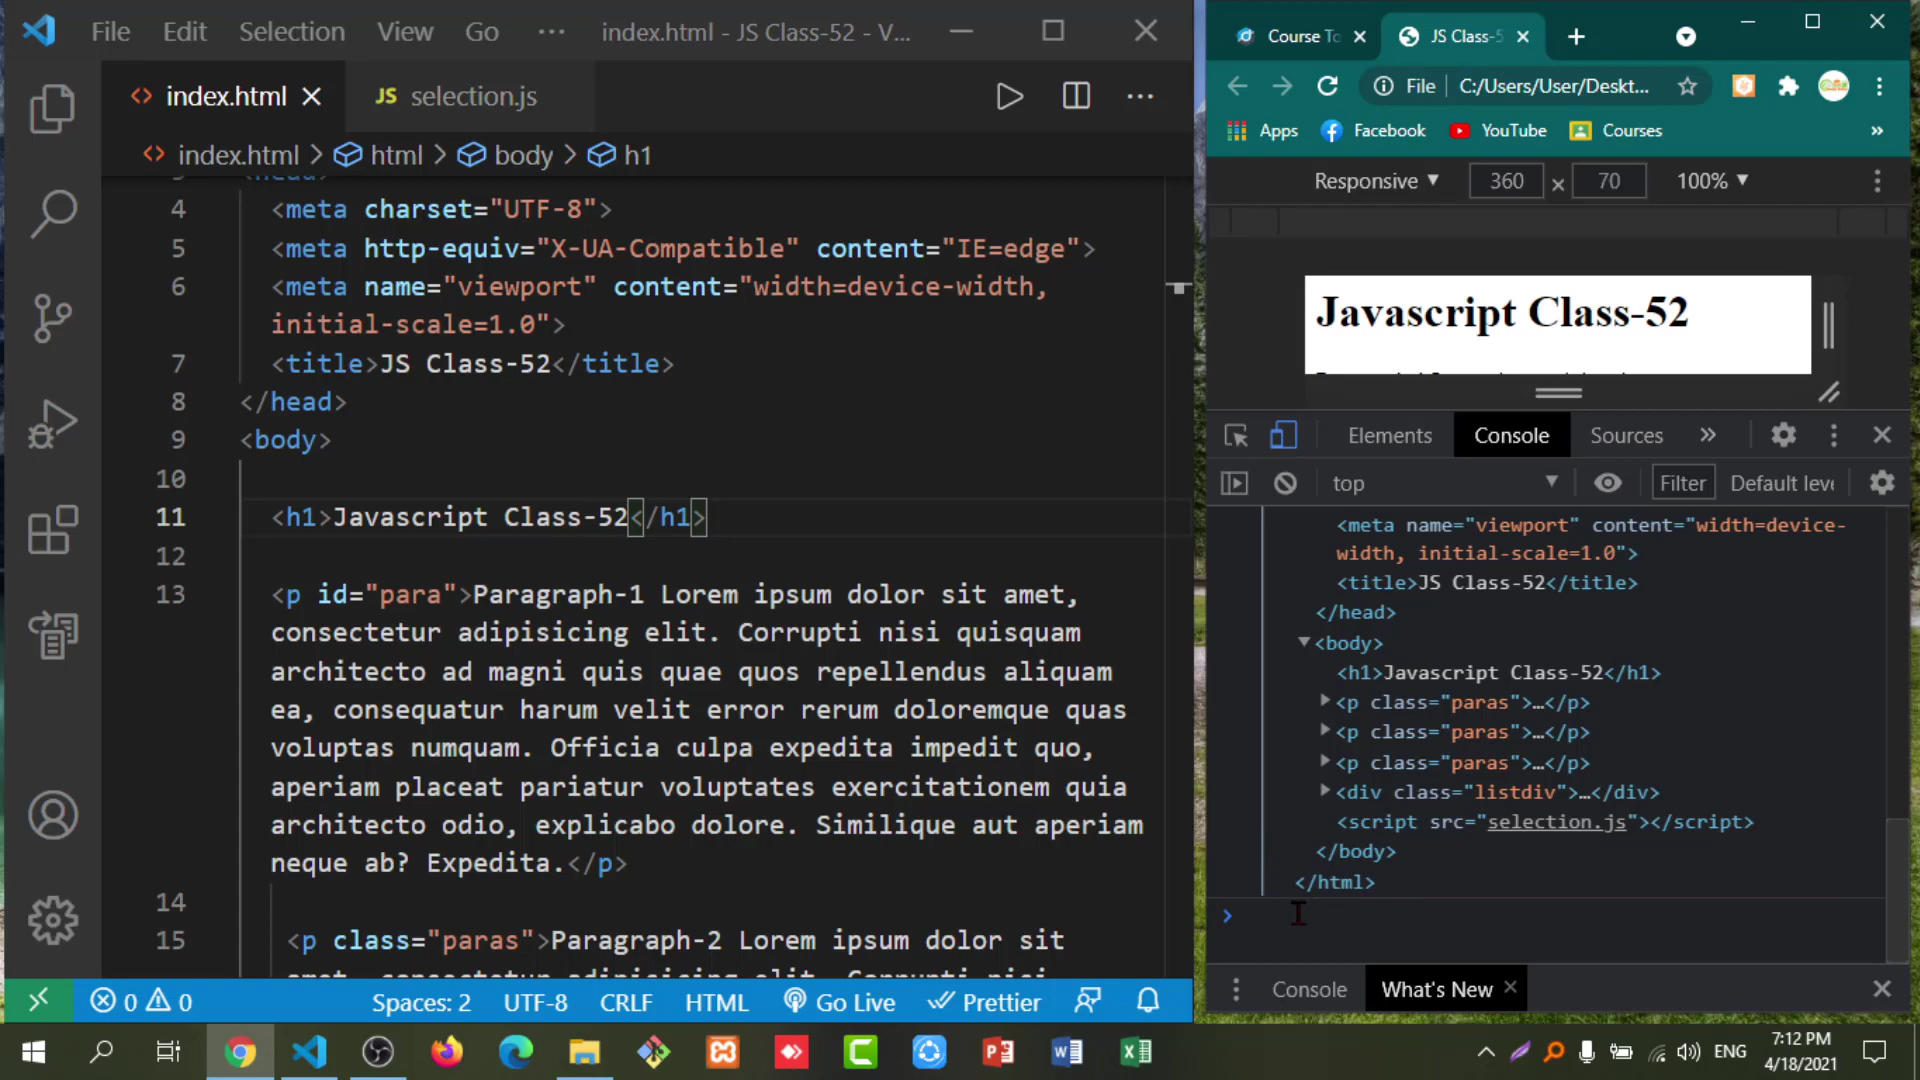 File Edit Selection View Go ··· index.html - JS Class-52 - V...
index.html JS selection.js
index.html > html > body > h1
4 <meta charset="UTF-8">
5 <meta http-equiv="X-UA-Compatible" content="IE=edge">
6 <meta name="viewport" content="width=device-width,
initial-scale=1.0">
7 <title>JS Class-52</title>
8 </head>
9 <body>
10
11 <h1>Javascript Class-52</h1>
12
13 <p id="para">Paragraph-1 Lorem ipsum dolor sit amet,
consectetur adipisicing elit. Corrupti nisi quisquam
architecto ad magni quis quae quos repellendus aliquam
ea, consequatur harum velit error rerum doloremque quas
voluptas numquam. Officia culpa expedita impedit quo,
aperiam placeat pariatur voluptates exercitationem quia
architecto odio, explicabo dolore. Similique aut aperiam
neque ab? Expedita.</p>
14
15 <p class="paras">Paragraph-2 Lorem ipsum dolor sit
0 0 Spaces: 2 UTF-8 CRLF HTML Go Live Prettier
Course To JS Class-5
File C:/Users/User/Deskt...
Apps Facebook YouTube Courses »
Responsive 360 × 70 100%
Javascript Class-52
Elements Console Sources »
top Filter Default leve
<meta name="viewport" content="width=device-
width, initial-scale=1.0">
<title>JS Class-52</title>
</head>
<body>
<h1>Javascript Class-52</h1>
<p class="paras">…</p>
<p class="paras">…</p>
<p class="paras">…</p>
<div class="listdiv">…</div>
<script src="selection.js"></script>
</body>
</html>
>
Console What's New
ENG 7:12 PM
4/18/2021